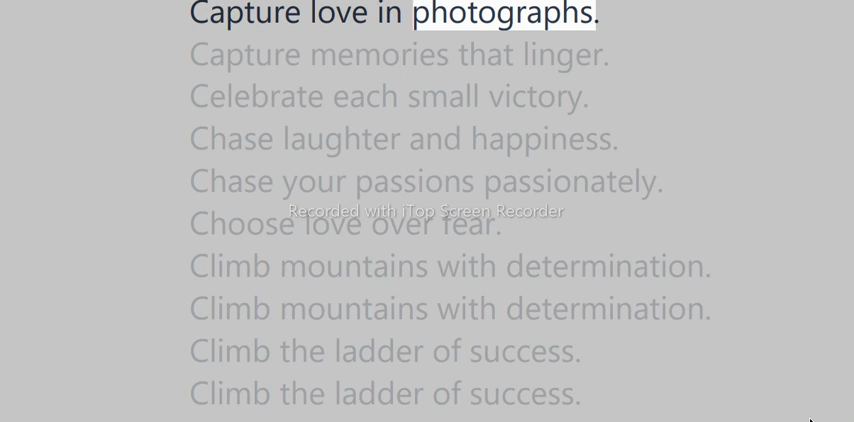 Capture love in photographs.
Capture memories that linger.
Celebrate each small victory.
Chase laughter and happiness.
Chase your passions passionately.
Recorded with iTop Screen Recorder
Choose love over fear.
Climb mountains with determination.
Climb mountains with determination.
Climb the ladder of success.
Climb the ladder of success.